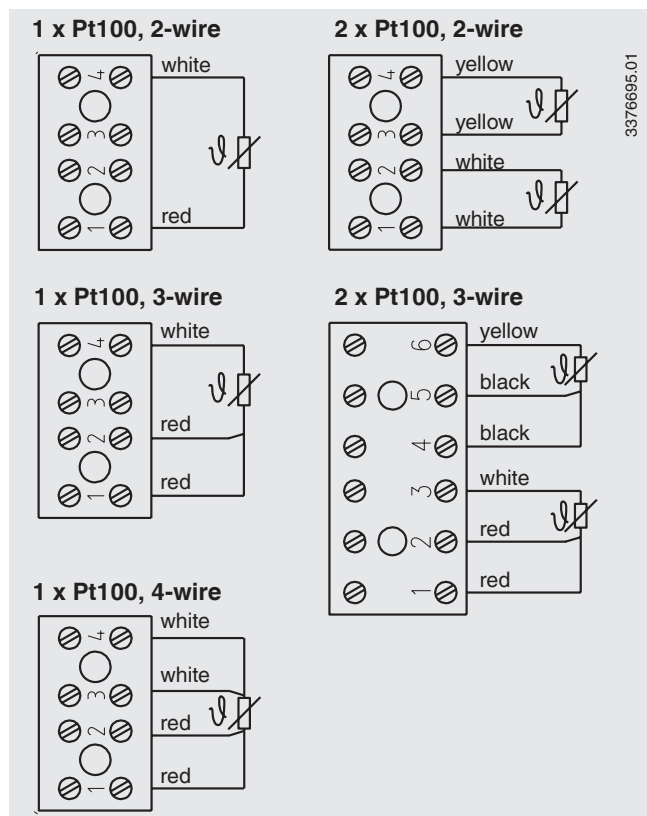 1 x Pt100, 2-wire
4
3
2
1
white
red
ϑ
2 x Pt100, 2-wire
4
3
2
1
yellow
yellow
white
white
ϑ
ϑ
3376695.01
1 x Pt100, 3-wire
4
3
2
1
white
red
red
ϑ
2 x Pt100, 3-wire
6
5
4
3
2
1
yellow
black
black
white
red
red
ϑ
ϑ
1 x Pt100, 4-wire
4
3
2
1
white
white
red
red
ϑ